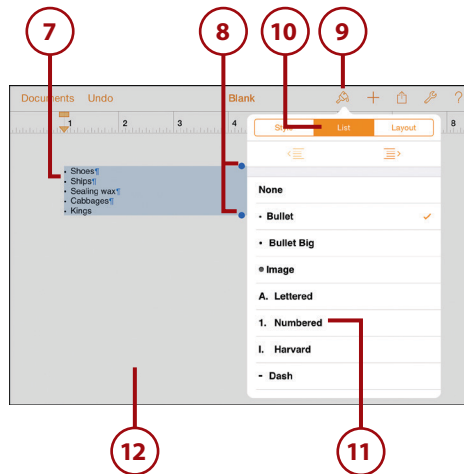 7 8 9 10
Documents Undo Blank
1 2 3 4 8
Style List Layout
• Shoes¶
• Ships¶
• Sealing wax¶
• Cabbages¶
• Kings
None
• Bullet
• Bullet Big
Image
A. Lettered
1. Numbered
I. Harvard
- Dash
12 11